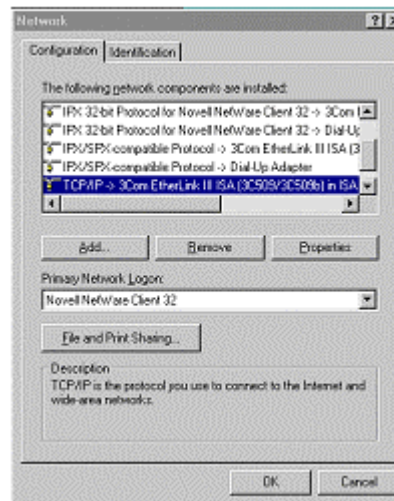 Network
Configuration Identification
The following network components are installed:
IPX 32-bit Protocol for Novell NetWare Client 32 -> 3Com
IPX 32-bit Protocol for Novell NetWare Client 32 -> Dial-Up
IPX/SPX-compatible Protocol -> 3Com EtherLink III ISA (3
IPX/SPX-compatible Protocol -> Dial-Up Adapter
TCP/IP -> 3Com EtherLink III ISA (3C509/3C509b) in ISA
Add... Remove Properties
Primary Network Logon:
Novell NetWare Client 32
File and Print Sharing...
Description
TCP/IP is the protocol you use to connect to the Internet and
wide-area networks.
OK Cancel